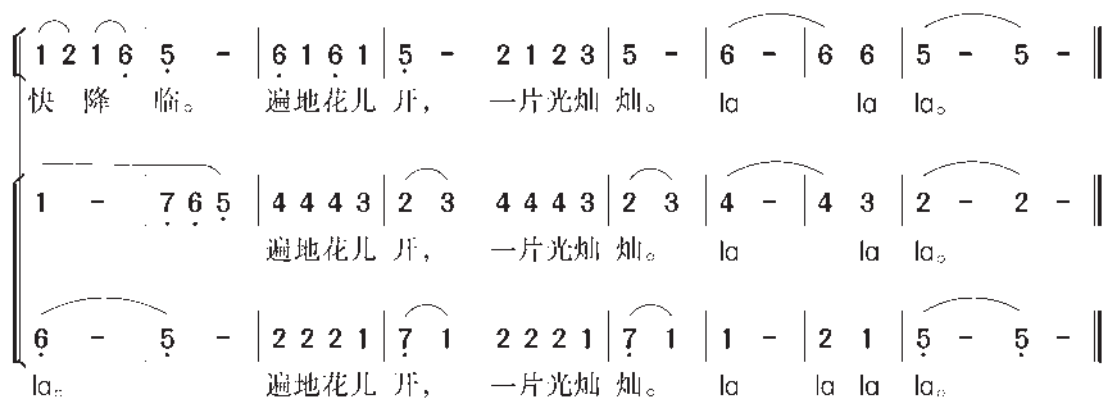 1 2 1 6 5 - | 6 1 6 1 | 5 - 2 1 2 3 | 5 - | 6 - | 6 6 | 5 - 5 - ‖
快 降 临。 遍地花儿 开， 一片光灿 灿。 la la la。
1 - 7 6 5 | 4 4 4 3 | 2 3 4 4 4 3 | 2 3 | 4 - | 4 3 | 2 - 2 - ‖
遍地花儿 开， 一片光灿 灿。 la la la。
6 - 5 - | 2 2 2 1 | 7 1 2 2 2 1 | 7 1 | 1 - | 2 1 | 5 - 5 - ‖
la。 遍地花儿 开， 一片光灿 灿。 la la la la。